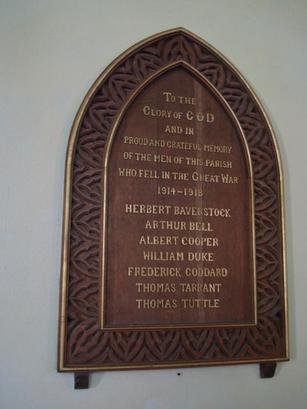 TO THE
GLORY OF GOD
AND IN
PROUD AND GRATEFUL MEMORY
OF THE MEN OF THIS PARISH
WHO FELL IN THE GREAT WAR
1914-1918
HERBERT BAVERSTOCK
ARTHUR BELL
ALBERT COOPER
WILLIAM DUKE
FREDERICK GODDARD
THOMAS TARRANT
THOMAS TUTTLE